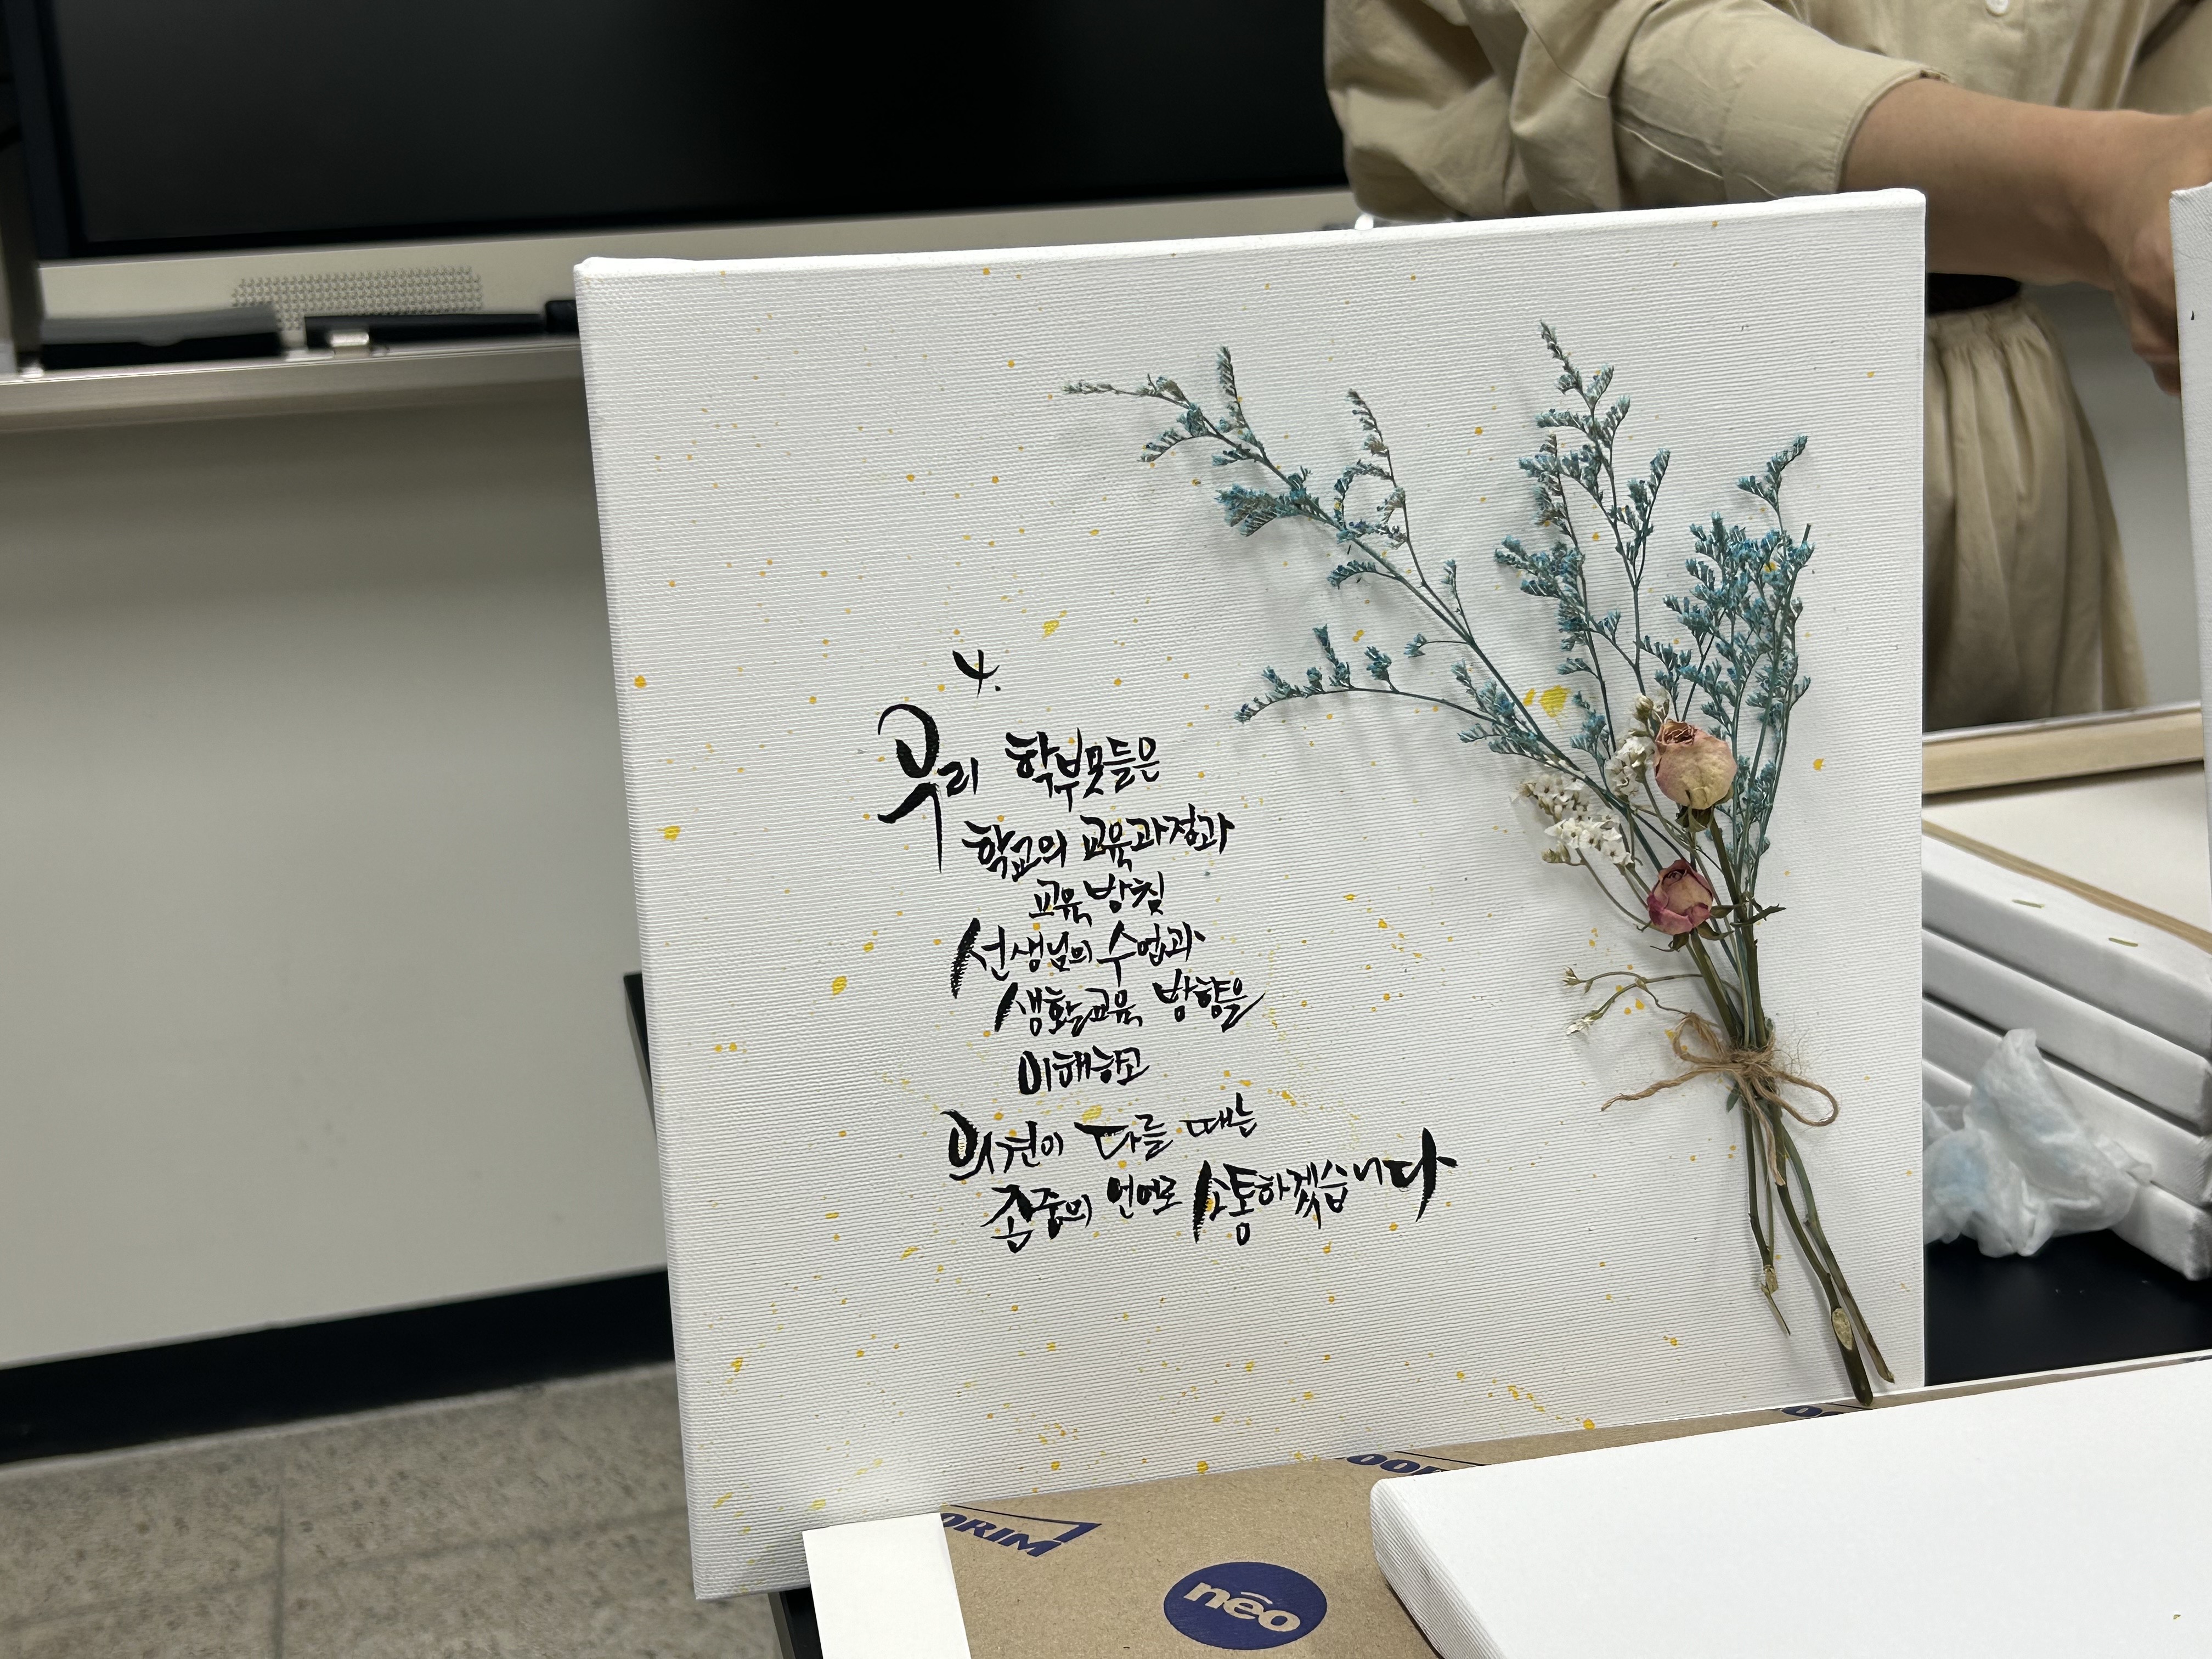 4.
우리 학부모들은
학교의 교육과정과
교육방침
선생님의 수업과
생활교육 방향을
이해하고
의견이 다를 때는
존중의 언어로 소통하겠습니다
ORIM
neo